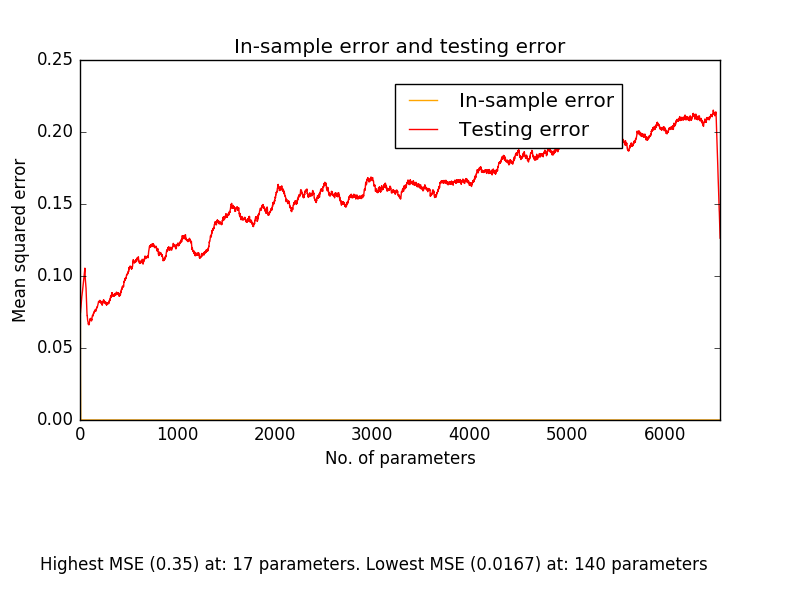 In-sample error and testing error
0.25
0.20
0.15
0.10
0.05
0.00
Mean squared error
In-sample error
Testing error
0 1000 2000 3000 4000 5000 6000
No. of parameters
Highest MSE (0.35) at: 17 parameters. Lowest MSE (0.0167) at: 140 parameters